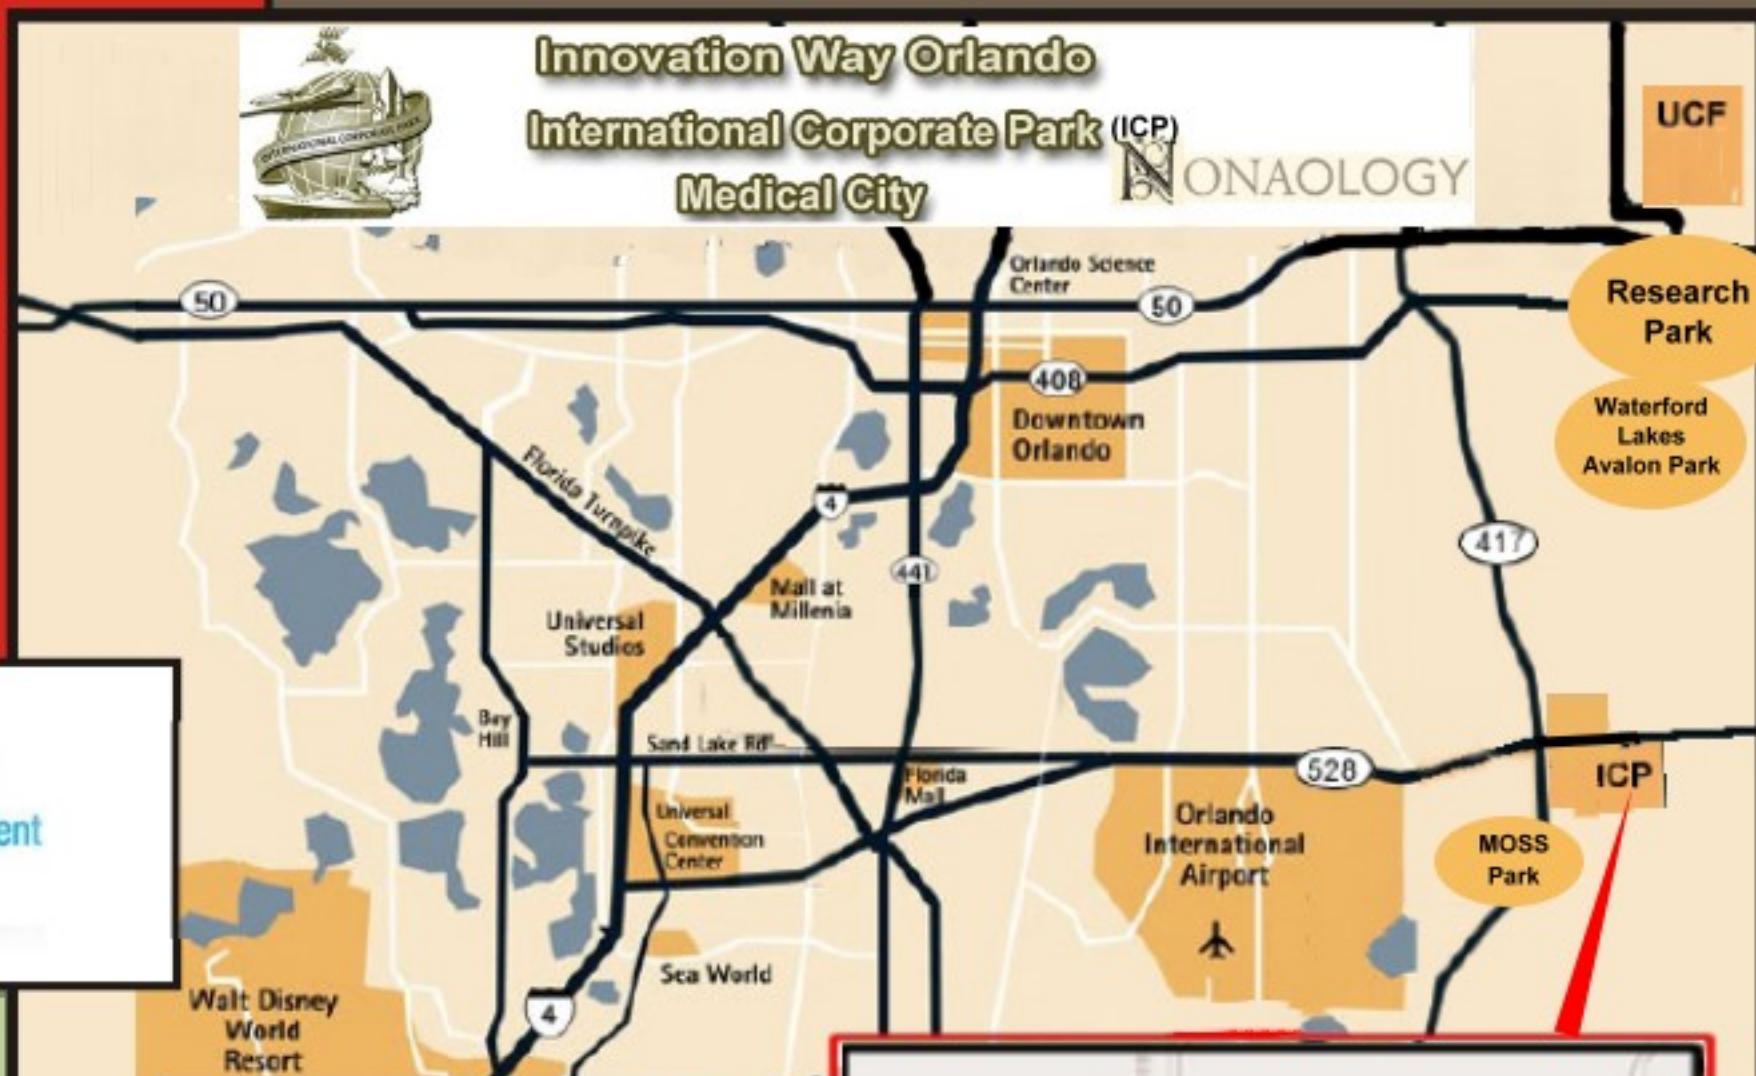 Innovation Way Orlando
International Corporate Park (ICP)
Medical City
NONAOLOGY
INTERNATIONAL CORPORATE PARK
UCF
Orlando Science
Center
50
50
Research
Park
408
Downtown
Orlando
Waterford
Lakes
Avalon Park
Florida Turnpike
4
417
441
Mall at
Millenia
Universal
Studios
Bay
Hill
Sand Lake Rd
528
Florida
Mall
ICP
Universal
Convention
Center
Orlando
International
Airport
MOSS
Park
ent
Sea World
Walt Disney
World
Resort
4